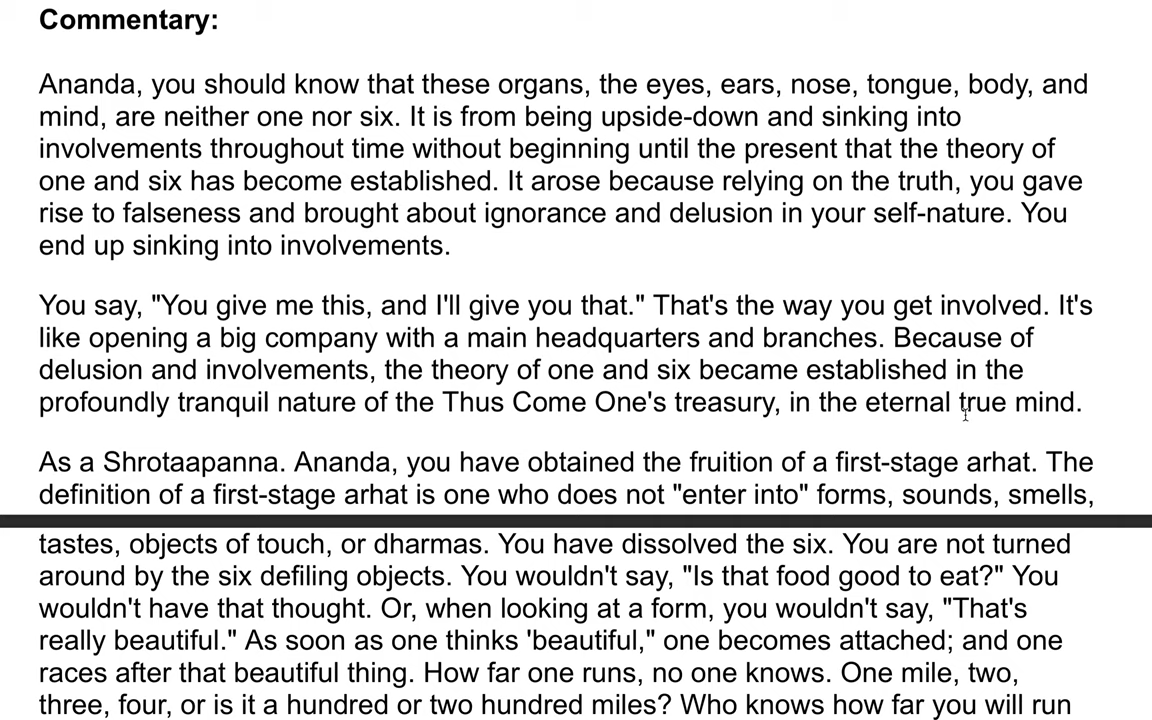 Commentary:
Ananda, you should know that these organs, the eyes, ears, nose, tongue, body, and
mind, are neither one nor six. It is from being upside-down and sinking into
involvements throughout time without beginning until the present that the theory of
one and six has become established. It arose because relying on the truth, you gave
rise to falseness and brought about ignorance and delusion in your self-nature. You
end up sinking into involvements.
You say, "You give me this, and I'll give you that." That's the way you get involved. It's
like opening a big company with a main headquarters and branches. Because of
delusion and involvements, the theory of one and six became established in the
profoundly tranquil nature of the Thus Come One's treasury, in the eternal true mind.
As a Shrotaapanna. Ananda, you have obtained the fruition of a first-stage arhat. The
definition of a first-stage arhat is one who does not "enter into" forms, sounds, smells,
tastes, objects of touch, or dharmas. You have dissolved the six. You are not turned
around by the six defiling objects. You wouldn't say, "Is that food good to eat?" You
wouldn't have that thought. Or, when looking at a form, you wouldn't say, "That's
really beautiful." As soon as one thinks 'beautiful," one becomes attached; and one
races after that beautiful thing. How far one runs, no one knows. One mile, two,
three, four, or is it a hundred or two hundred miles? Who knows how far you will run